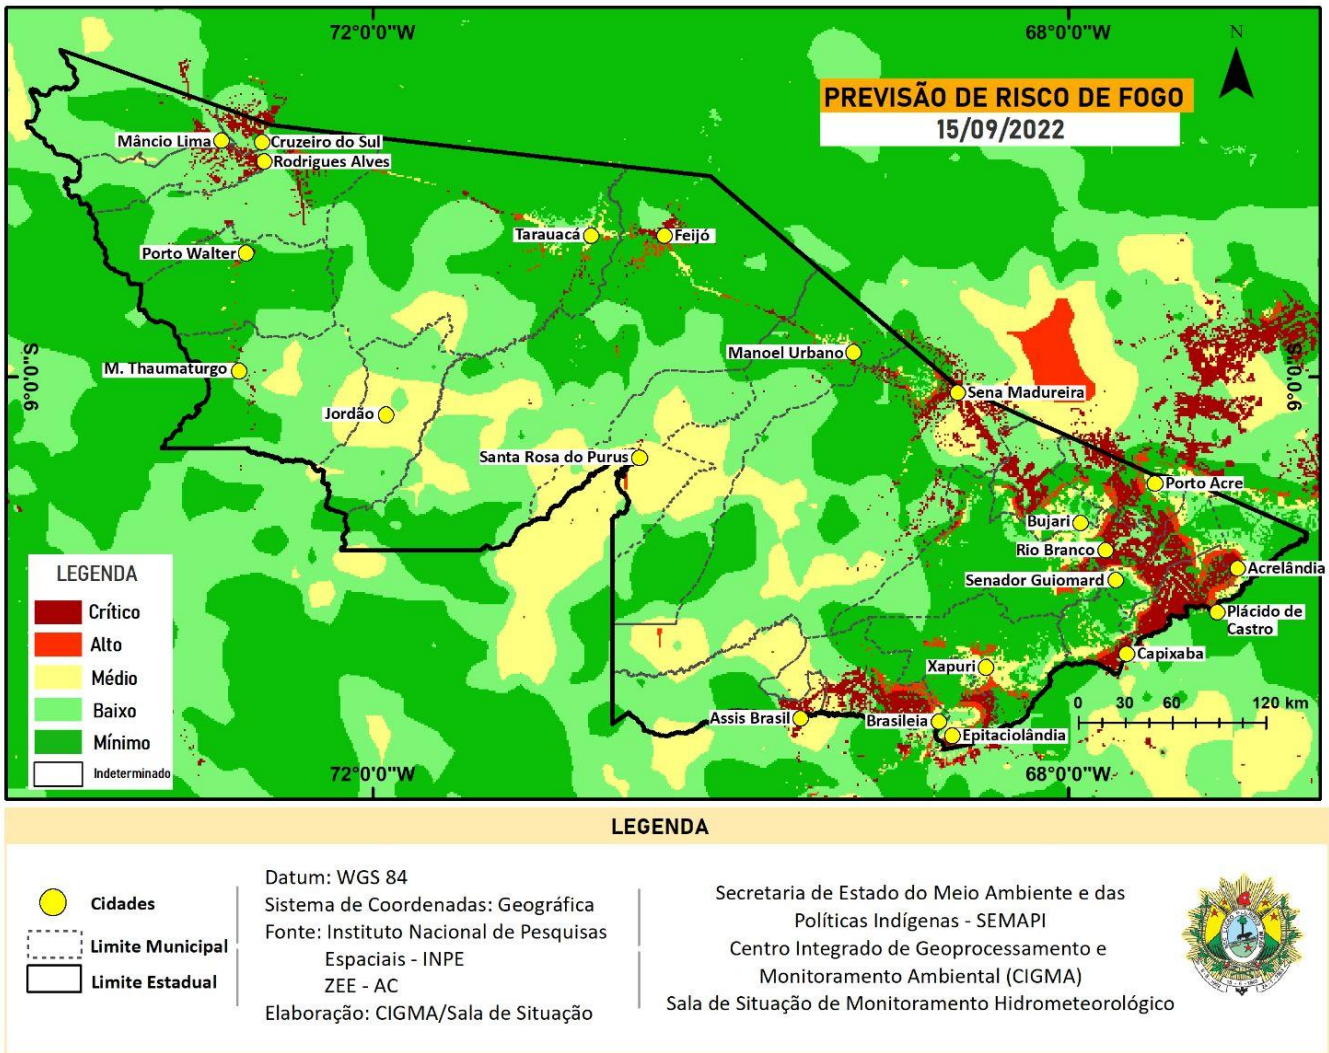 72°0'0"W
68°0'0"W
N
PREVISÃO DE RISCO DE FOGO
15/09/2022
Mâncio Lima
Cruzeiro do Sul
Rodrigues Alves
Tarauacá
Feijó
Porto Walter
9°0'0"S
9°0'0"S
M. Thaumaturgo
Manoel Urbano
Jordão
Sena Madureira
Santa Rosa do Purus
Porto Acre
Bujari
Rio Branco
Senador Guiomard
Acrelândia
Plácido de
Castro
Capixaba
Xapuri
Assis Brasil
Brasileia
Epitaciolândia
0 30 60 120 km
72°0'0"W
68°0'0"W
LEGENDA
Crítico
Alto
Médio
Baixo
Mínimo
Indeterminado
LEGENDA
Cidades
Limite Municipal
Limite Estadual
Datum: WGS 84
Sistema de Coordenadas: Geográfica
Fonte: Instituto Nacional de Pesquisas
Espaciais - INPE
ZEE - AC
Elaboração: CIGMA/Sala de Situação
Secretaria de Estado do Meio Ambiente e das
Políticas Indígenas - SEMAPI
Centro Integrado de Geoprocessamento e
Monitoramento Ambiental (CIGMA)
Sala de Situação de Monitoramento Hidrometeorológico